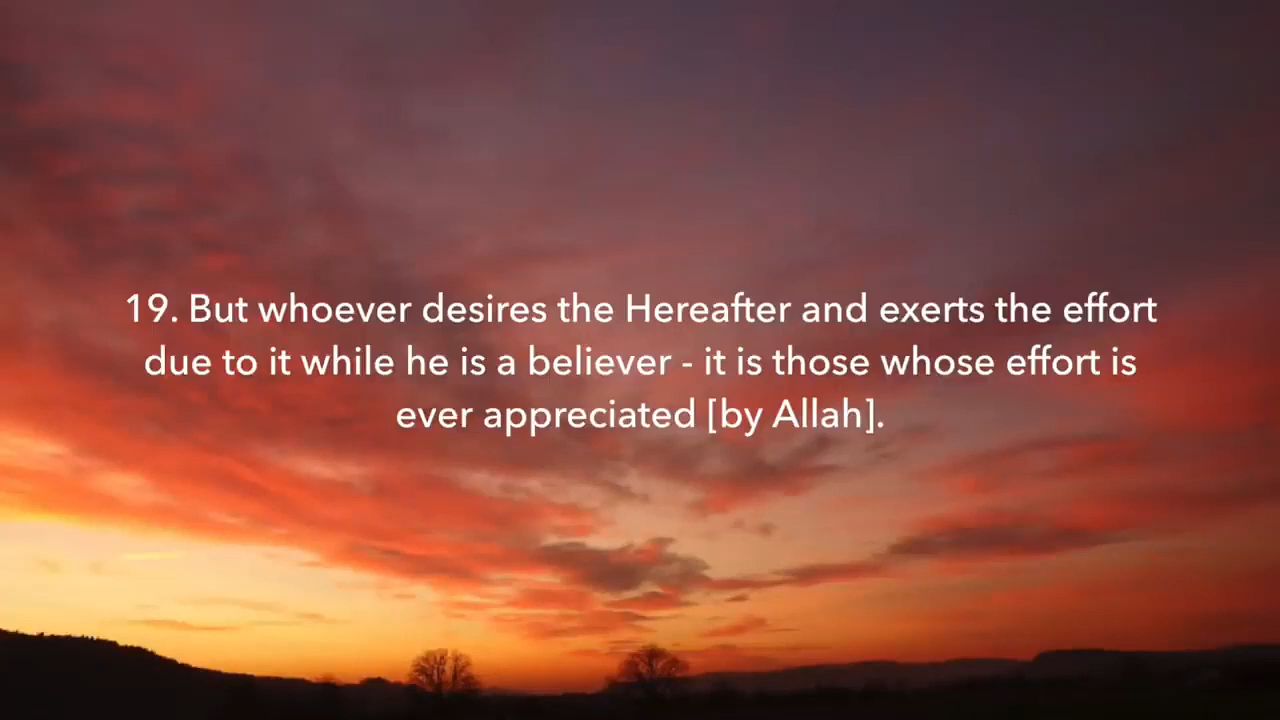 19. But whoever desires the Hereafter and exerts the effort
due to it while he is a believer - it is those whose effort is
ever appreciated [by Allah].